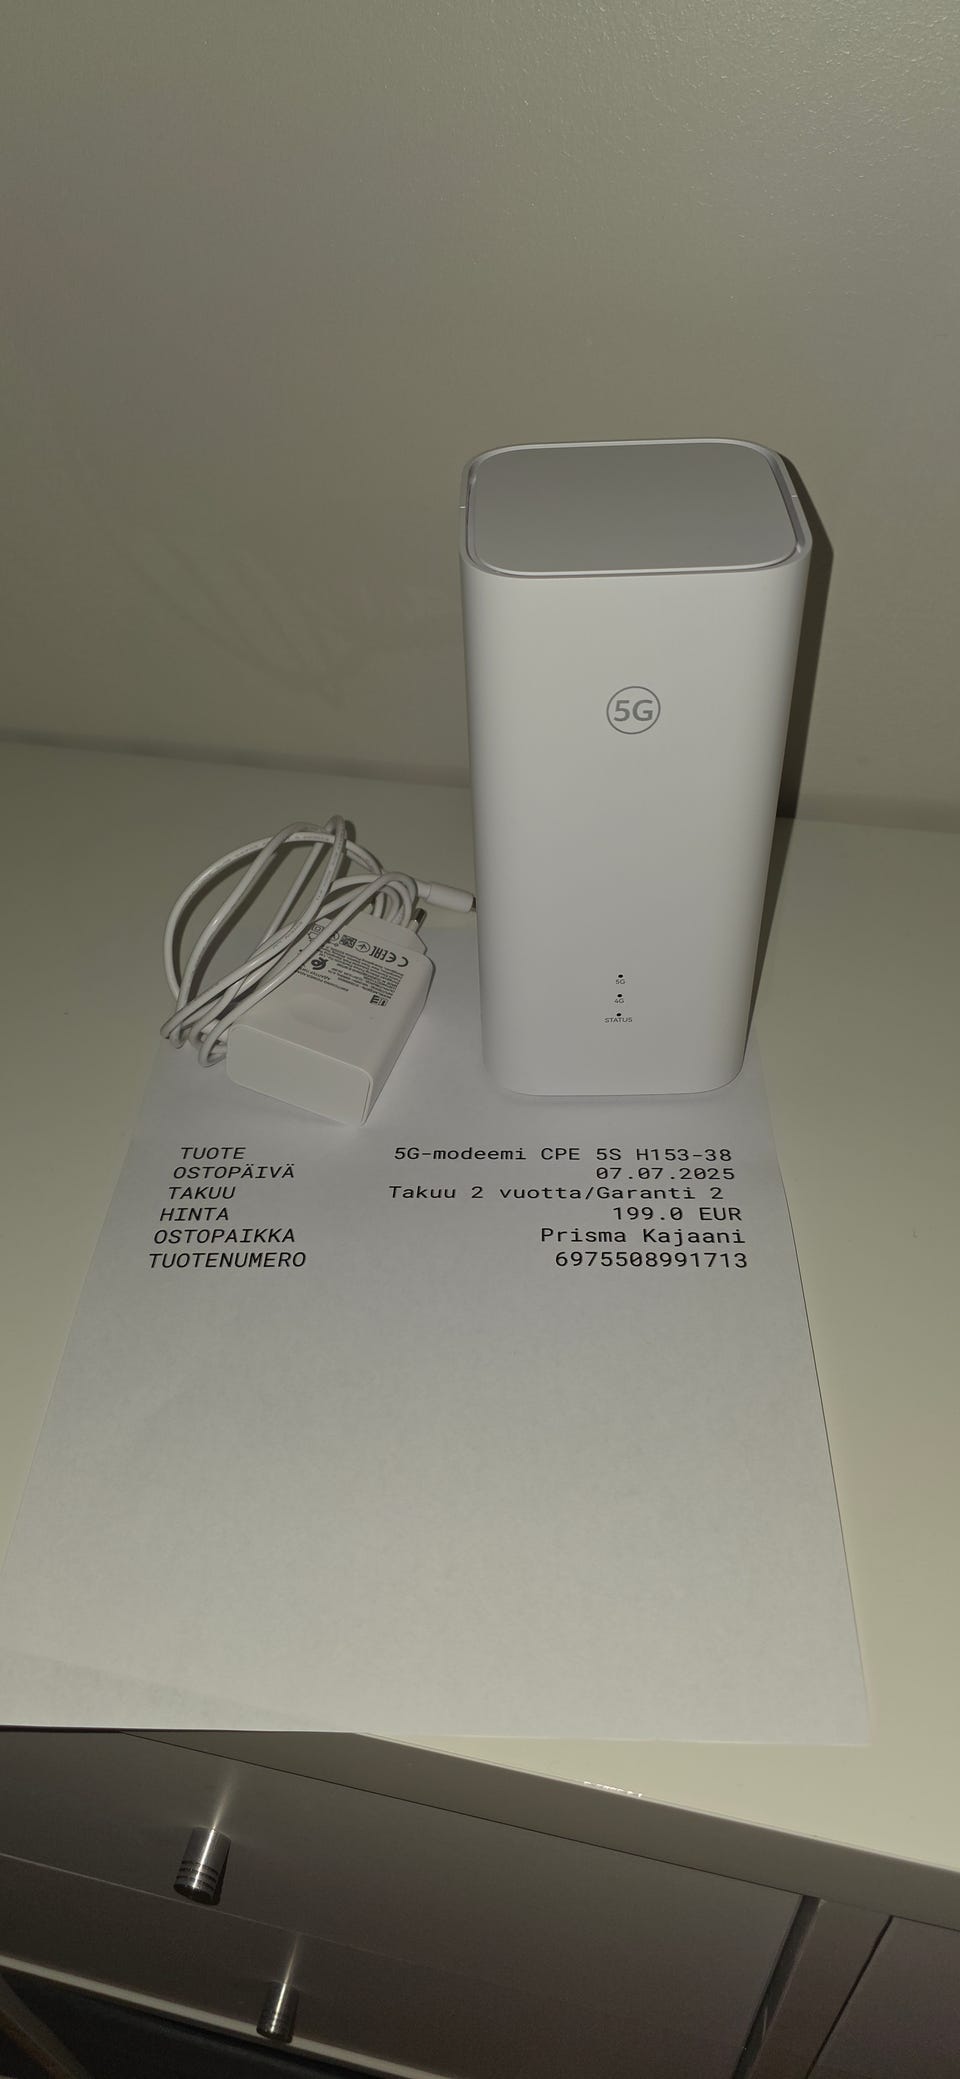 5G
5G
4G
STATUS
TUOTE 5G-modeemi CPE 5S H153-38
OSTOPÄIVÄ 07.07.2025
TAKUU Takuu 2 vuotta/Garanti 2
HINTA 199.0 EUR
OSTOPAIKKA Prisma Kajaani
TUOTENUMERO 6975508991713